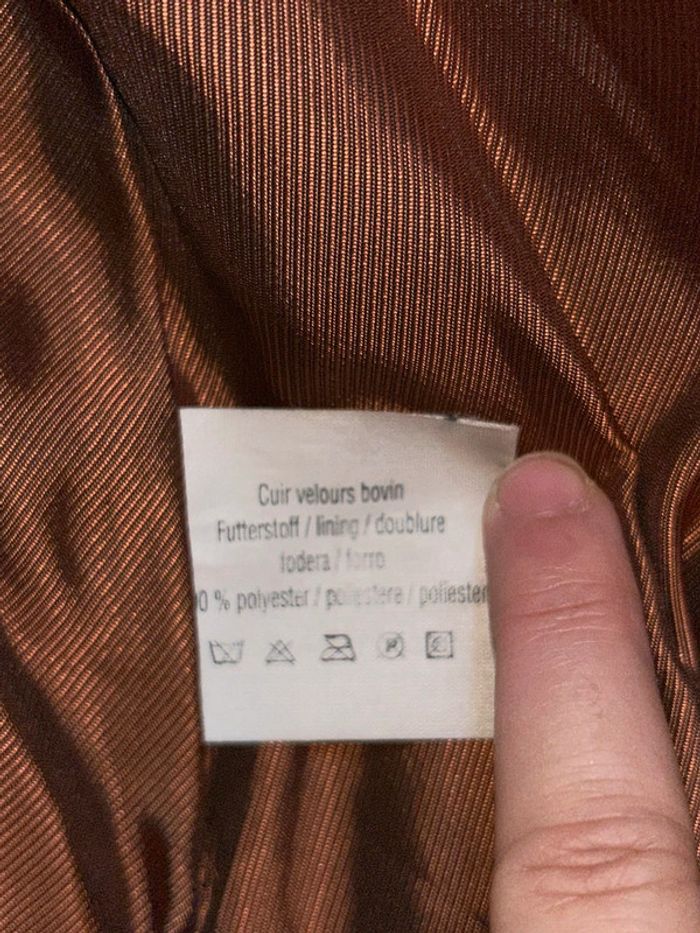 Cuir velours bovin
Futterstoff / lining / doublure
fodera / forro
0 % polyester / poliestere / poliester